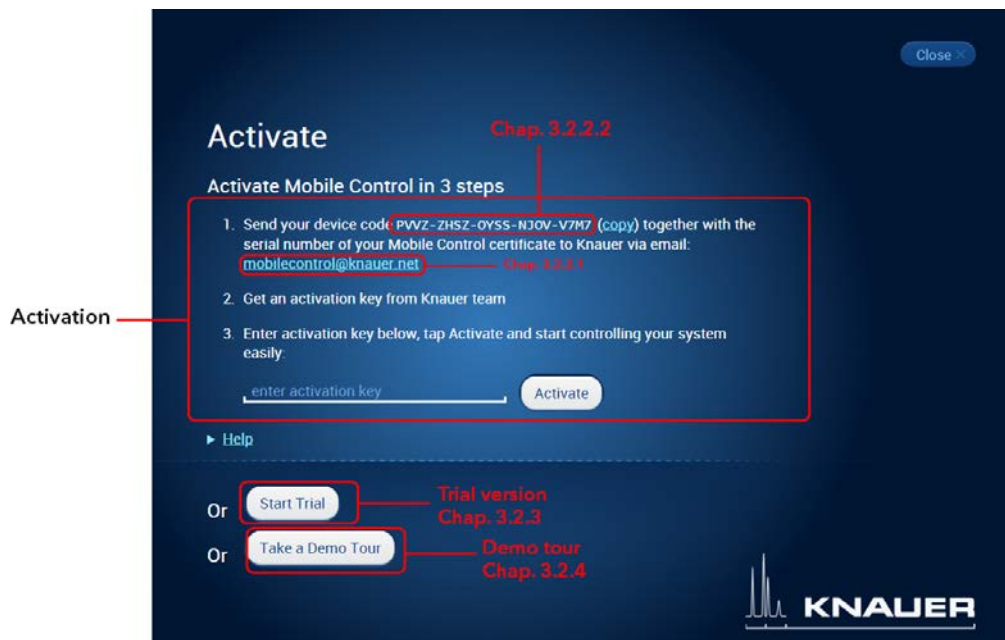 Close ×
Activate
Chap. 3.2.2.2
Activate Mobile Control in 3 steps
1. Send your device code PVVZ-ZHSZ-OYSS-NJOV-V7M7 (copy) together with the
serial number of your Mobile Control certificate to Knauer via email:
mobilecontrol@knauer.net
Chap. 3.2.2.1
2. Get an activation key from Knauer team
Activation
3. Enter activation key below, tap Activate and start controlling your system
easily:
enter activation key
Activate
Help
Or Start Trial
Trial version
Chap. 3.2.3
Or Take a Demo Tour
Demo tour
Chap. 3.2.4
KNAUER